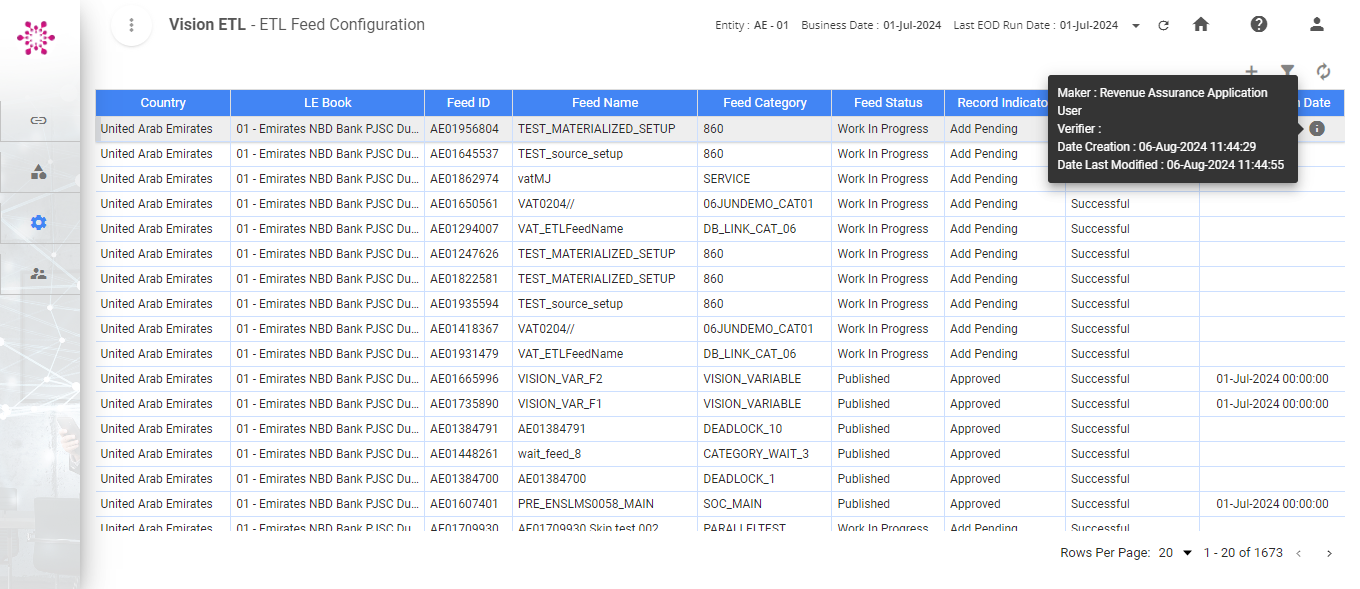 Vision ETL - ETL Feed Configuration
Entity : AE - 01 Business Date : 01-Jul-2024 Last EOD Run Date : 01-Jul-2024
Maker : Revenue Assurance Application
User
Verifier :
Date Creation : 06-Aug-2024 11:44:29
Date Last Modified : 06-Aug-2024 11:44:55
Country LE Book Feed ID Feed Name Feed Category Feed Status Record Indicato Date
United Arab Emirates 01 - Emirates NBD Bank PJSC Du... AE01956804 TEST_MATERIALIZED_SETUP 860 Work In Progress Add Pending
United Arab Emirates 01 - Emirates NBD Bank PJSC Du... AE01645537 TEST_source_setup 860 Work In Progress Add Pending
United Arab Emirates 01 - Emirates NBD Bank PJSC Du... AE01862974 vatMJ SERVICE Work In Progress Add Pending
United Arab Emirates 01 - Emirates NBD Bank PJSC Du... AE01650561 VAT0204// 06JUNDEMO_CAT01 Work In Progress Add Pending Successful
United Arab Emirates 01 - Emirates NBD Bank PJSC Du... AE01294007 VAT_ETLFeedName DB_LINK_CAT_06 Work In Progress Add Pending Successful
United Arab Emirates 01 - Emirates NBD Bank PJSC Du... AE01247626 TEST_MATERIALIZED_SETUP 860 Work In Progress Add Pending Successful
United Arab Emirates 01 - Emirates NBD Bank PJSC Du... AE01822581 TEST_MATERIALIZED_SETUP 860 Work In Progress Add Pending Successful
United Arab Emirates 01 - Emirates NBD Bank PJSC Du... AE01935594 TEST_source_setup 860 Work In Progress Add Pending Successful
United Arab Emirates 01 - Emirates NBD Bank PJSC Du... AE01418367 VAT0204// 06JUNDEMO_CAT01 Work In Progress Add Pending Successful
United Arab Emirates 01 - Emirates NBD Bank PJSC Du... AE01931479 VAT_ETLFeedName DB_LINK_CAT_06 Work In Progress Add Pending Successful
United Arab Emirates 01 - Emirates NBD Bank PJSC Du... AE01665996 VISION_VAR_F2 VISION_VARIABLE Published Approved Successful 01-Jul-2024 00:00:00
United Arab Emirates 01 - Emirates NBD Bank PJSC Du... AE01735890 VISION_VAR_F1 VISION_VARIABLE Published Approved Successful 01-Jul-2024 00:00:00
United Arab Emirates 01 - Emirates NBD Bank PJSC Du... AE01384791 AE01384791 DEADLOCK_10 Published Approved Successful
United Arab Emirates 01 - Emirates NBD Bank PJSC Du... AE01448261 wait_feed_8 CATEGORY_WAIT_3 Published Approved Successful
United Arab Emirates 01 - Emirates NBD Bank PJSC Du... AE01384700 AE01384700 DEADLOCK_1 Published Approved Successful
United Arab Emirates 01 - Emirates NBD Bank PJSC Du... AE01607401 PRE_ENSLMS0058_MAIN SOC_MAIN Published Approved Successful 01-Jul-2024 00:00:00
United Arab Emirates 01 - Emirates NBD Bank PJSC Du... AE01709930 AE01709930 Skip test 002 PARALLELTEST Work In Progress Add Pending
Rows Per Page: 20 1 - 20 of 1673